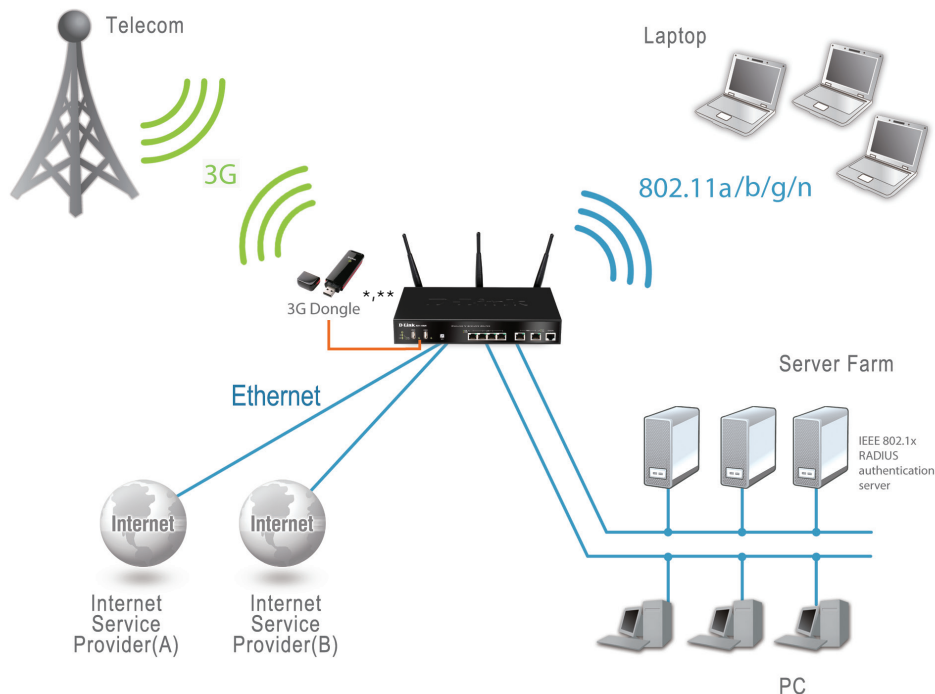 Telecom
Laptop
3G
802.11a/b/g/n
3G Dongle
*,**
D-Link
D-Link
Ethernet
Server Farm
IEEE 802.1x
RADIUS
authentication
server
Internet
Internet
Internet
Service
Provider(A)
Internet
Service
Provider(B)
PC